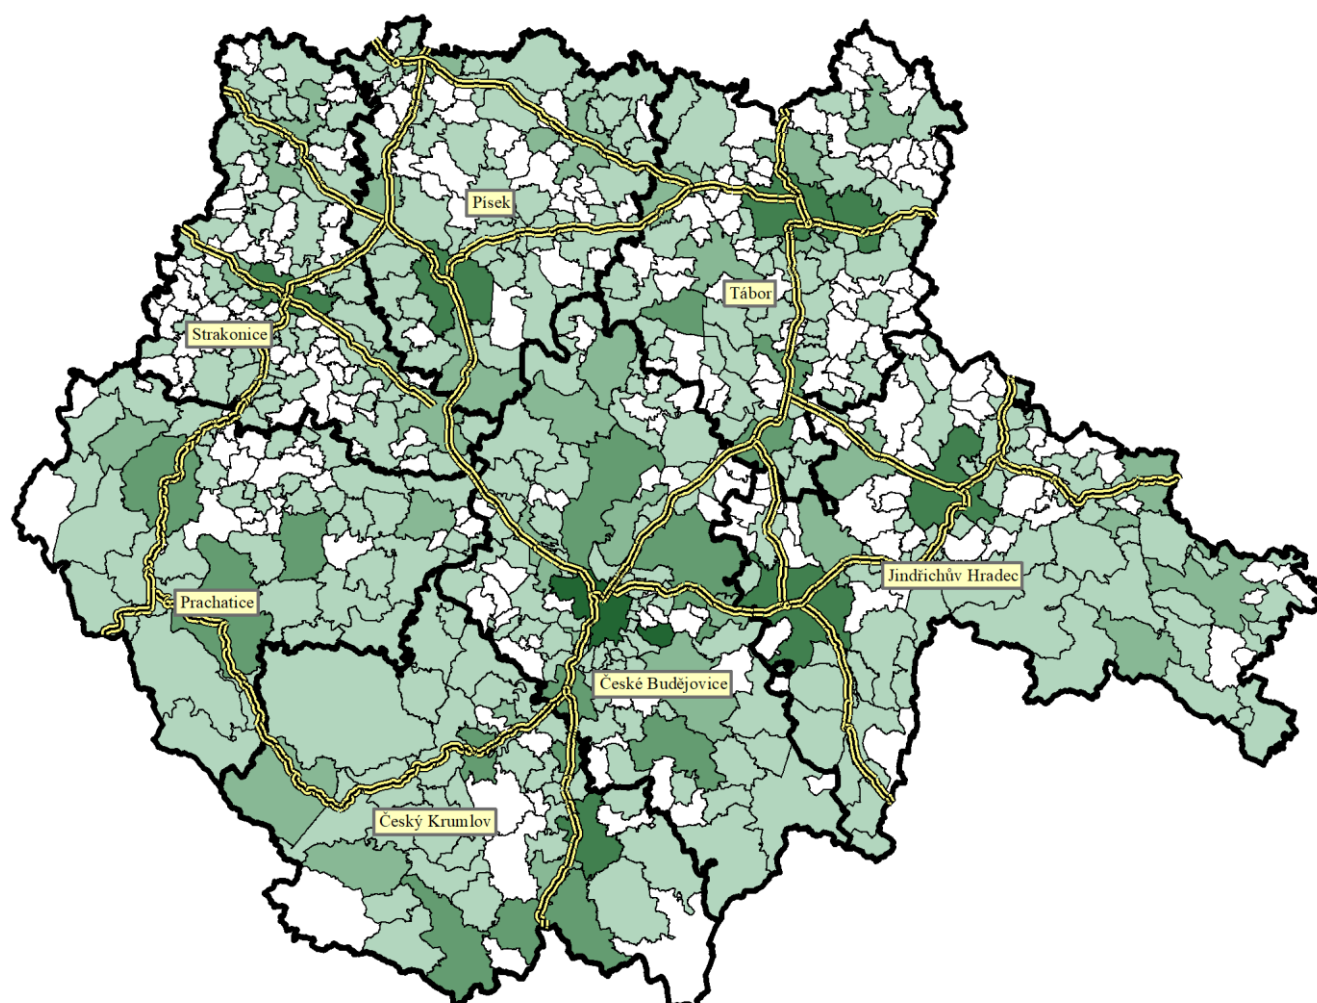 Písek
Tábor
Strakonice
Jindřichův Hradec
Prachatice
České Budějovice
Český Krumlov